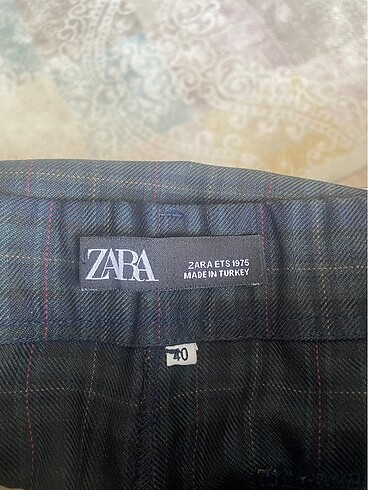 ZARA
ZARA ETS 1975
MADE IN TURKEY
40